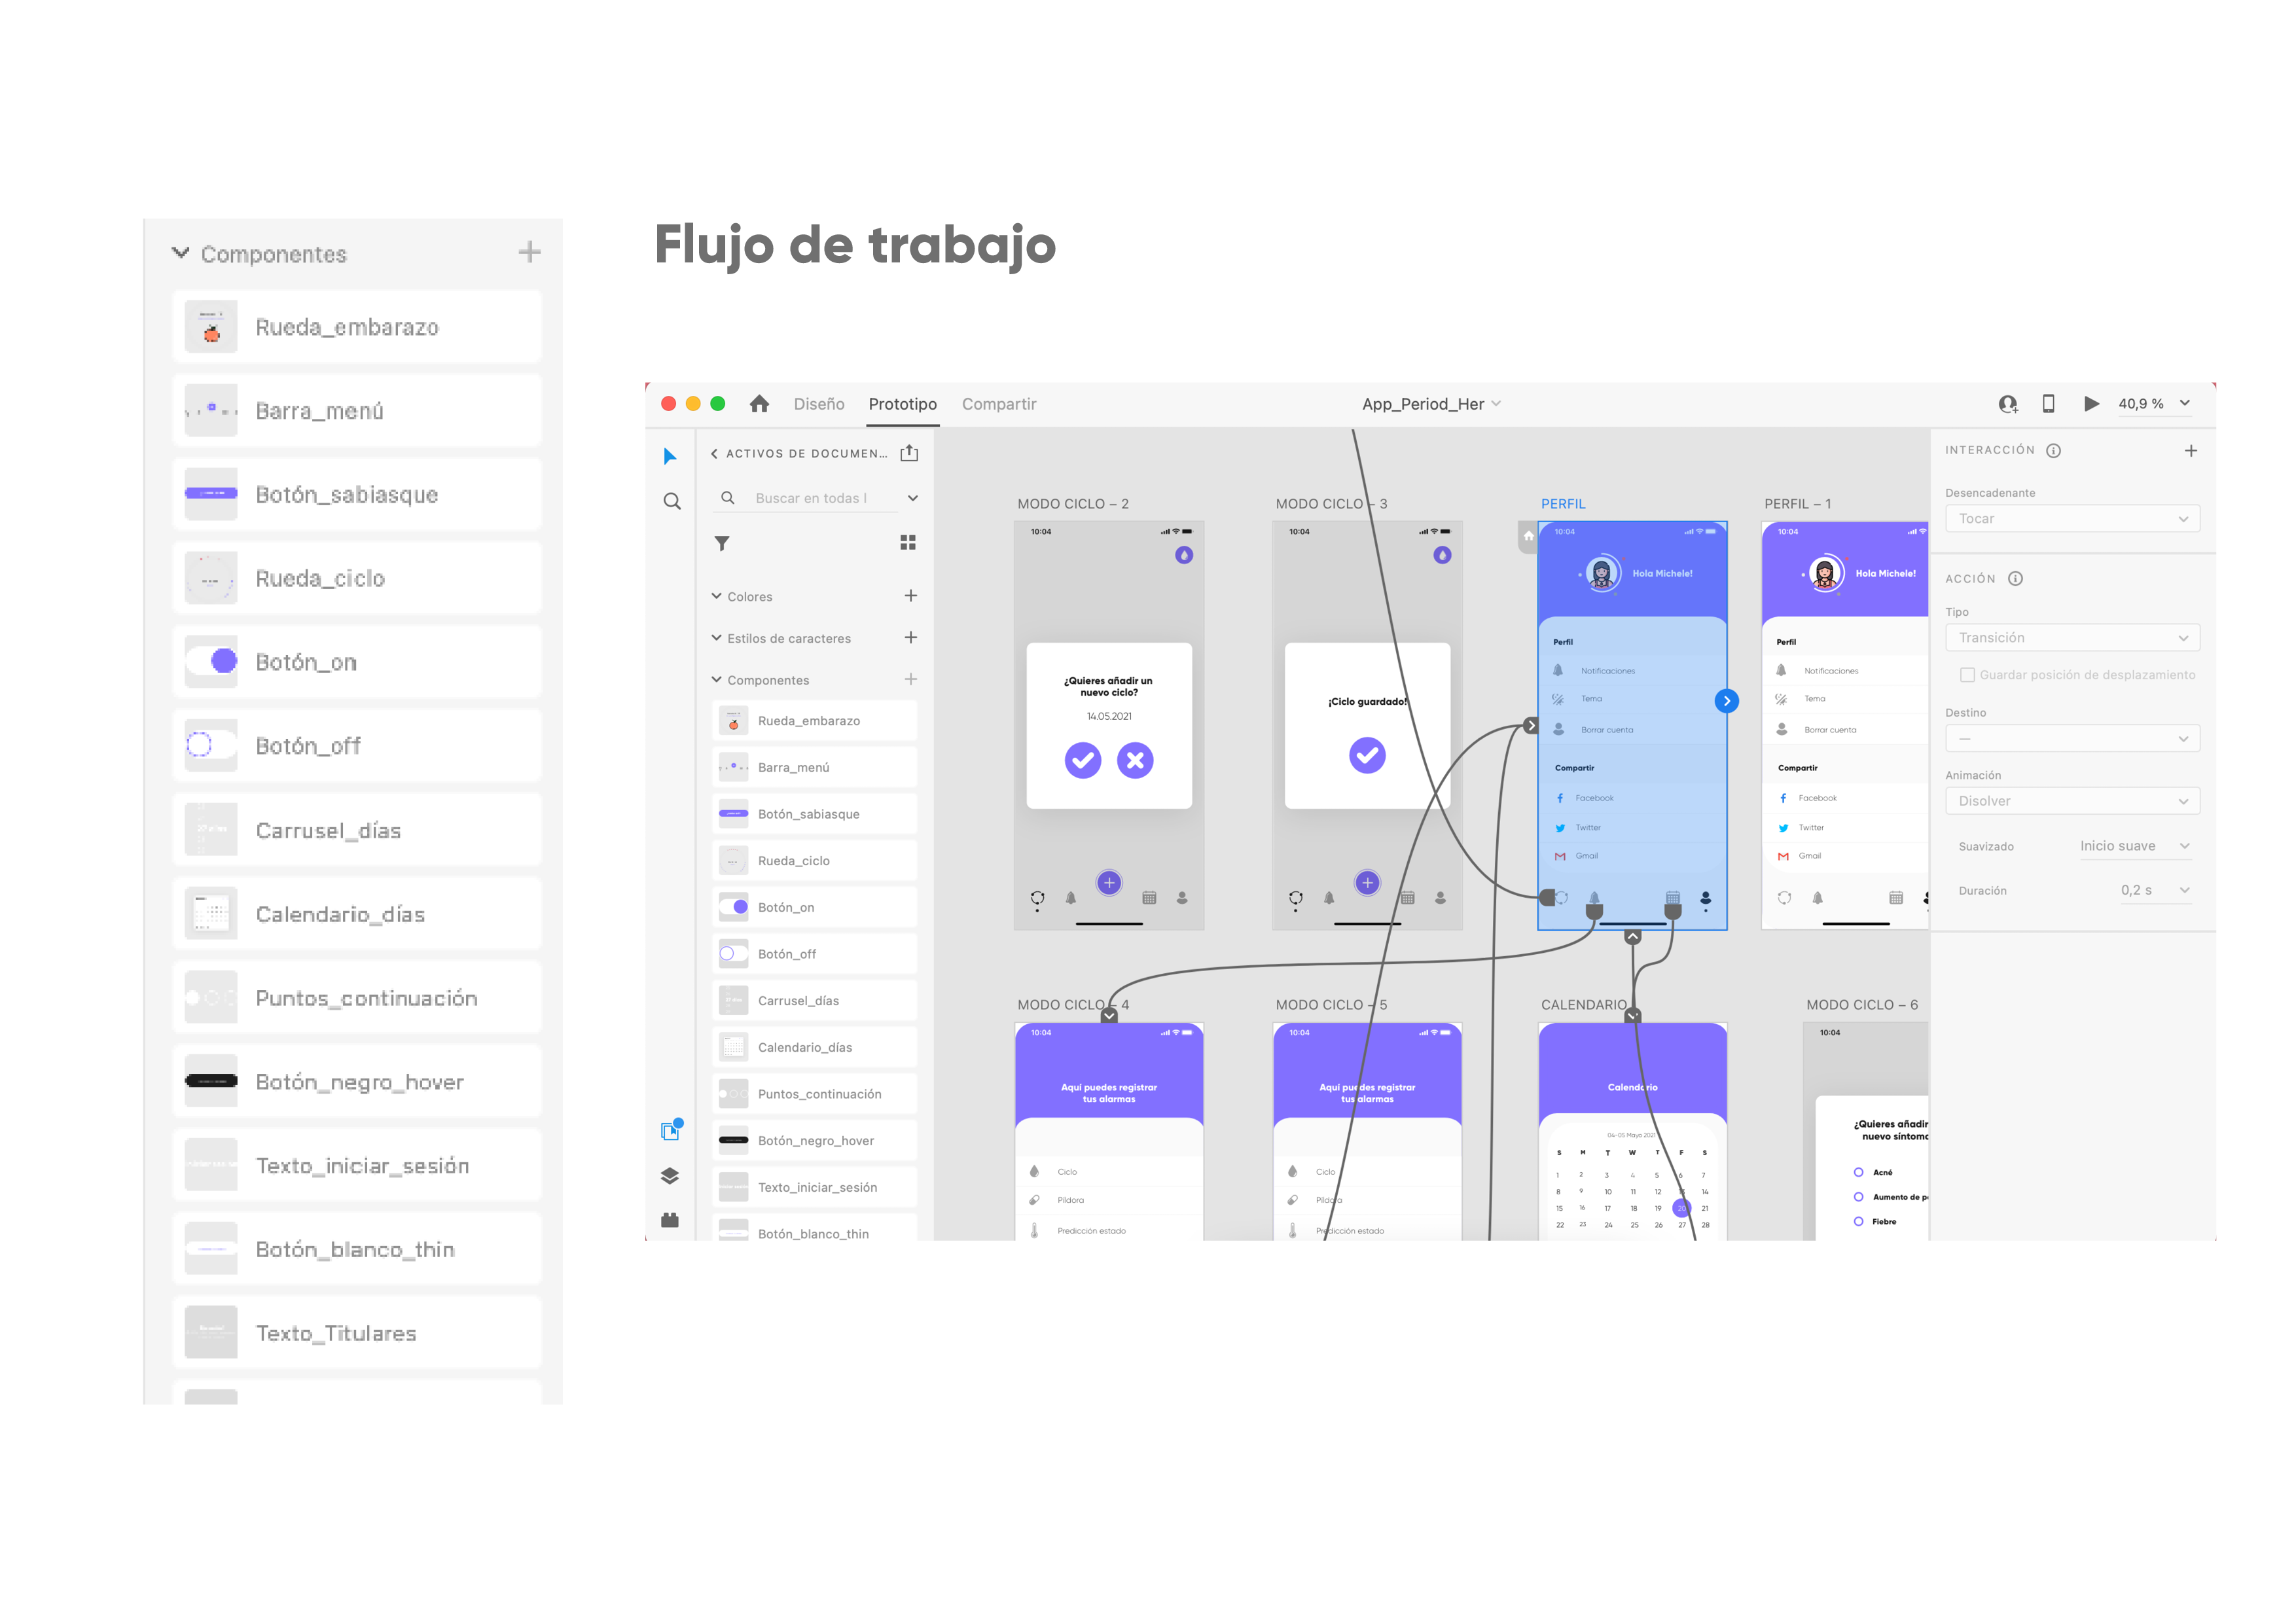 Componentes
Rueda_embarazo
Barra_menú
Botón_sabiasque
Rueda_ciclo
Botón_on
Botón_off
Carrusel_días
Calendario_días
Puntos_continuación
Botón_negro_hover
Texto_iniciar_sesión
Botón_blanco_thin
Texto_Titulares
Flujo de trabajo
Diseño Prototipo Compartir
App_Period_Her
40,9 %
ACTIVOS DE DOCUMEN...
Buscar en todas l
Colores
Estilos de caracteres
Componentes
Rueda_embarazo
Barra_menú
Botón_sabiasque
Rueda_ciclo
Botón_on
Botón_off
Carrusel_días
Calendario_días
Puntos_continuación
Botón_negro_hover
Texto_iniciar_sesión
Botón_blanco_thin
MODO CICLO – 2
10:04
¿Quieres añadir un
nuevo ciclo?
14.05.2021
MODO CICLO – 3
10:04
¡Ciclo guardado!
PERFIL
10:04
Hola Michele!
Perfil
Notificaciones
Tema
Borrar cuenta
Compartir
Facebook
Twitter
Gmail
PERFIL – 1
10:04
Hola Michele!
Perfil
Notificaciones
Tema
Borrar cuenta
Compartir
Facebook
Twitter
Gmail
MODO CICLO – 4
10:04
Aquí puedes registrar
tus alarmas
Ciclo
Píldora
Predicción estado
MODO CICLO – 5
10:04
Aquí puedes registrar
tus alarmas
Ciclo
Píldora
Predicción estado
CALENDARIO
Calendario
04-05 Mayo 2021
S M T W T F S
1 2 3 4 5 6 7
8 9 10 11 12 13 14
15 16 17 18 19 20 21
22 23 24 25 26 27 28
MODO CICLO – 6
10:04
¿Quieres añadir
nuevo síntoma
Acné
Aumento de p
Fiebre
INTERACCIÓN
Desencadenante
Tocar
ACCIÓN
Tipo
Transición
Guardar posición de desplazamiento
Destino
—
Animación
Disolver
Suavizado Inicio suave
Duración 0,2 s